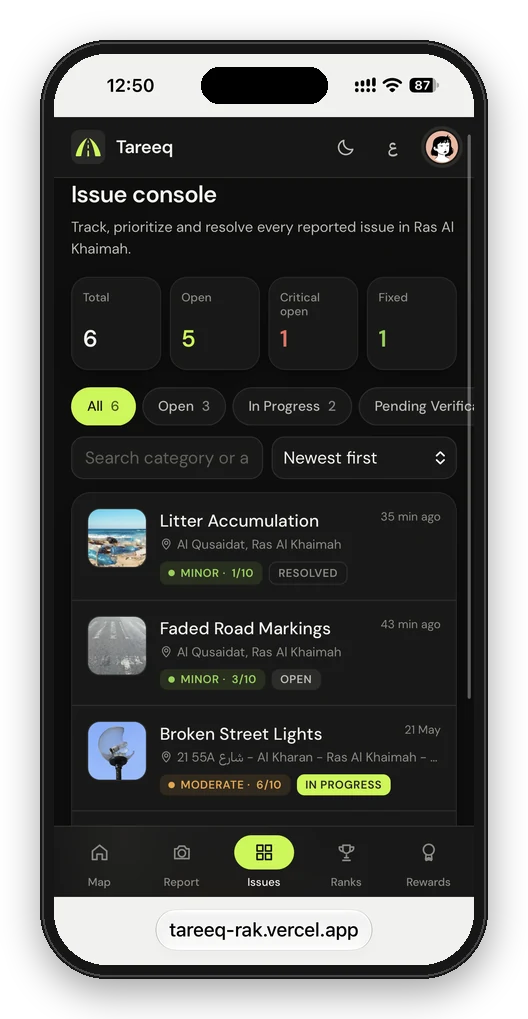 12:50
87
Tareeq
ع
Issue console
Track, prioritize and resolve every reported issue in Ras Al
Khaimah.
Total
Open
Critical
open
Fixed
6
5
1
1
All 6
Open 3
In Progress 2
Pending Verifica
Search category or a
Newest first
Litter Accumulation
35 min ago
Al Qusaidat, Ras Al Khaimah
MINOR · 1/10
RESOLVED
Faded Road Markings
43 min ago
Al Qusaidat, Ras Al Khaimah
MINOR · 3/10
OPEN
Broken Street Lights
21 May
21 55A شارع - Al Kharan - Ras Al Khaimah - ...
MODERATE · 6/10
IN PROGRESS
Map
Report
Issues
Ranks
Rewards
tareeq-rak.vercel.app